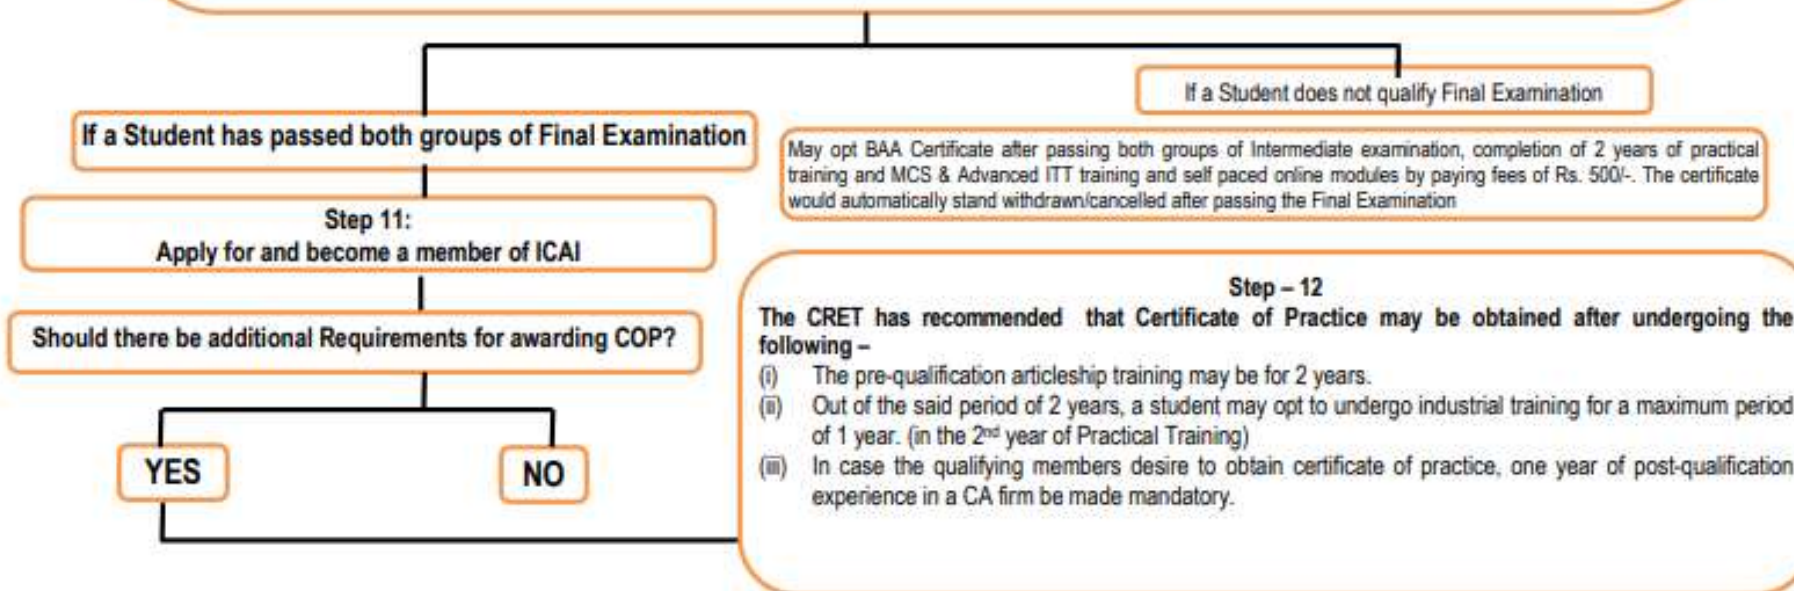 If a Student does not qualify Final Examination
If a Student has passed both groups of Final Examination
May opt BAA Certificate after passing both groups of Intermediate examination, completion of 2 years of practical
training and MCS & Advanced ITT training and self paced online modules by paying fees of Rs. 500/-. The certificate
would automatically stand withdrawn/cancelled after passing the Final Examination
Step 11:
Apply for and become a member of ICAI
Should there be additional Requirements for awarding COP?
YES
NO
Step – 12
The CRET has recommended that Certificate of Practice may be obtained after undergoing the
following –
(i) The pre-qualification articleship training may be for 2 years.
(ii) Out of the said period of 2 years, a student may opt to undergo industrial training for a maximum period
of 1 year. (in the 2nd year of Practical Training)
(iii) In case the qualifying members desire to obtain certificate of practice, one year of post-qualification
experience in a CA firm be made mandatory.